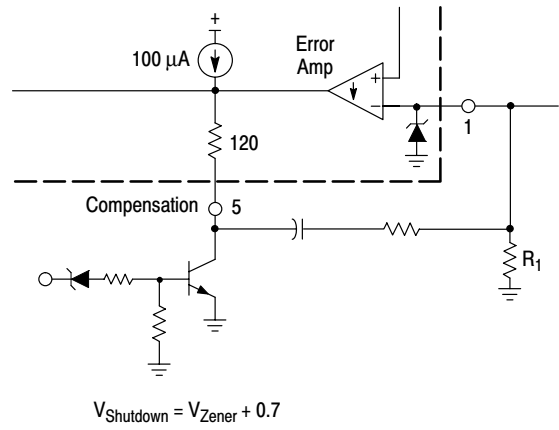 +
100 µA
Error
Amp
+
−
1
120
Compensation
5
R1
VShutdown = VZener + 0.7